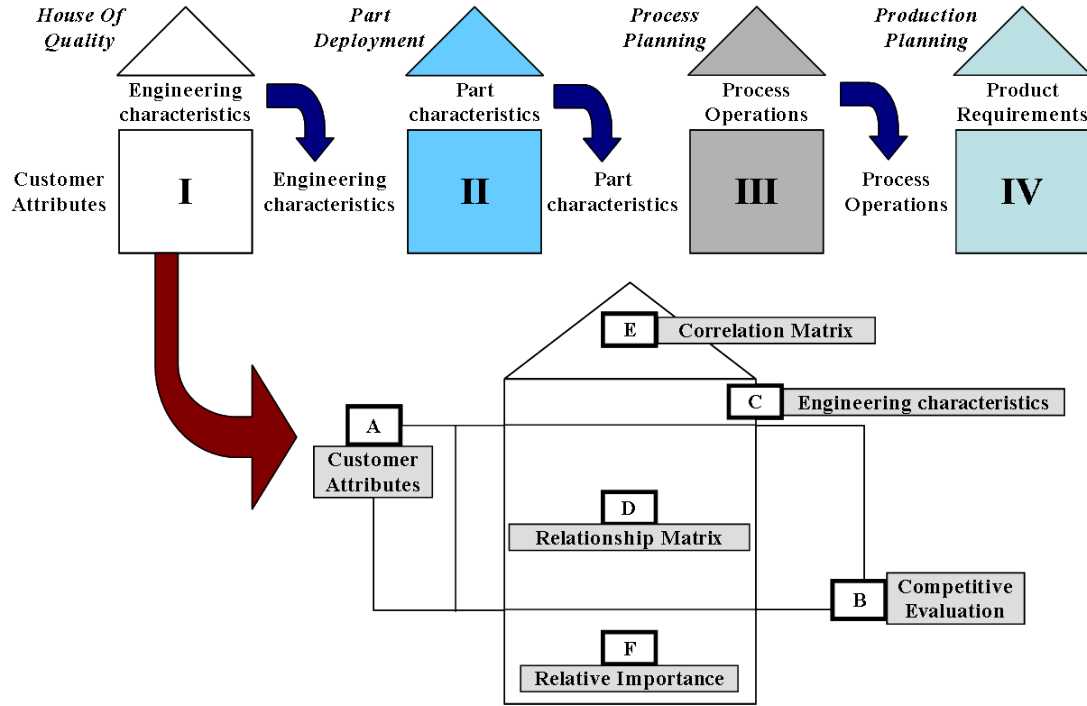 House Of
Quality
Part
Deployment
Process
Planning
Production
Planning
Engineering
characteristics
Part
characteristics
Process
Operations
Product
Requirements
Customer
Attributes
I
Engineering
characteristics
II
Part
characteristics
III
Process
Operations
IV
E
Correlation Matrix
C
Engineering characteristics
A
Customer
Attributes
D
Relationship Matrix
B
Competitive
Evaluation
F
Relative Importance